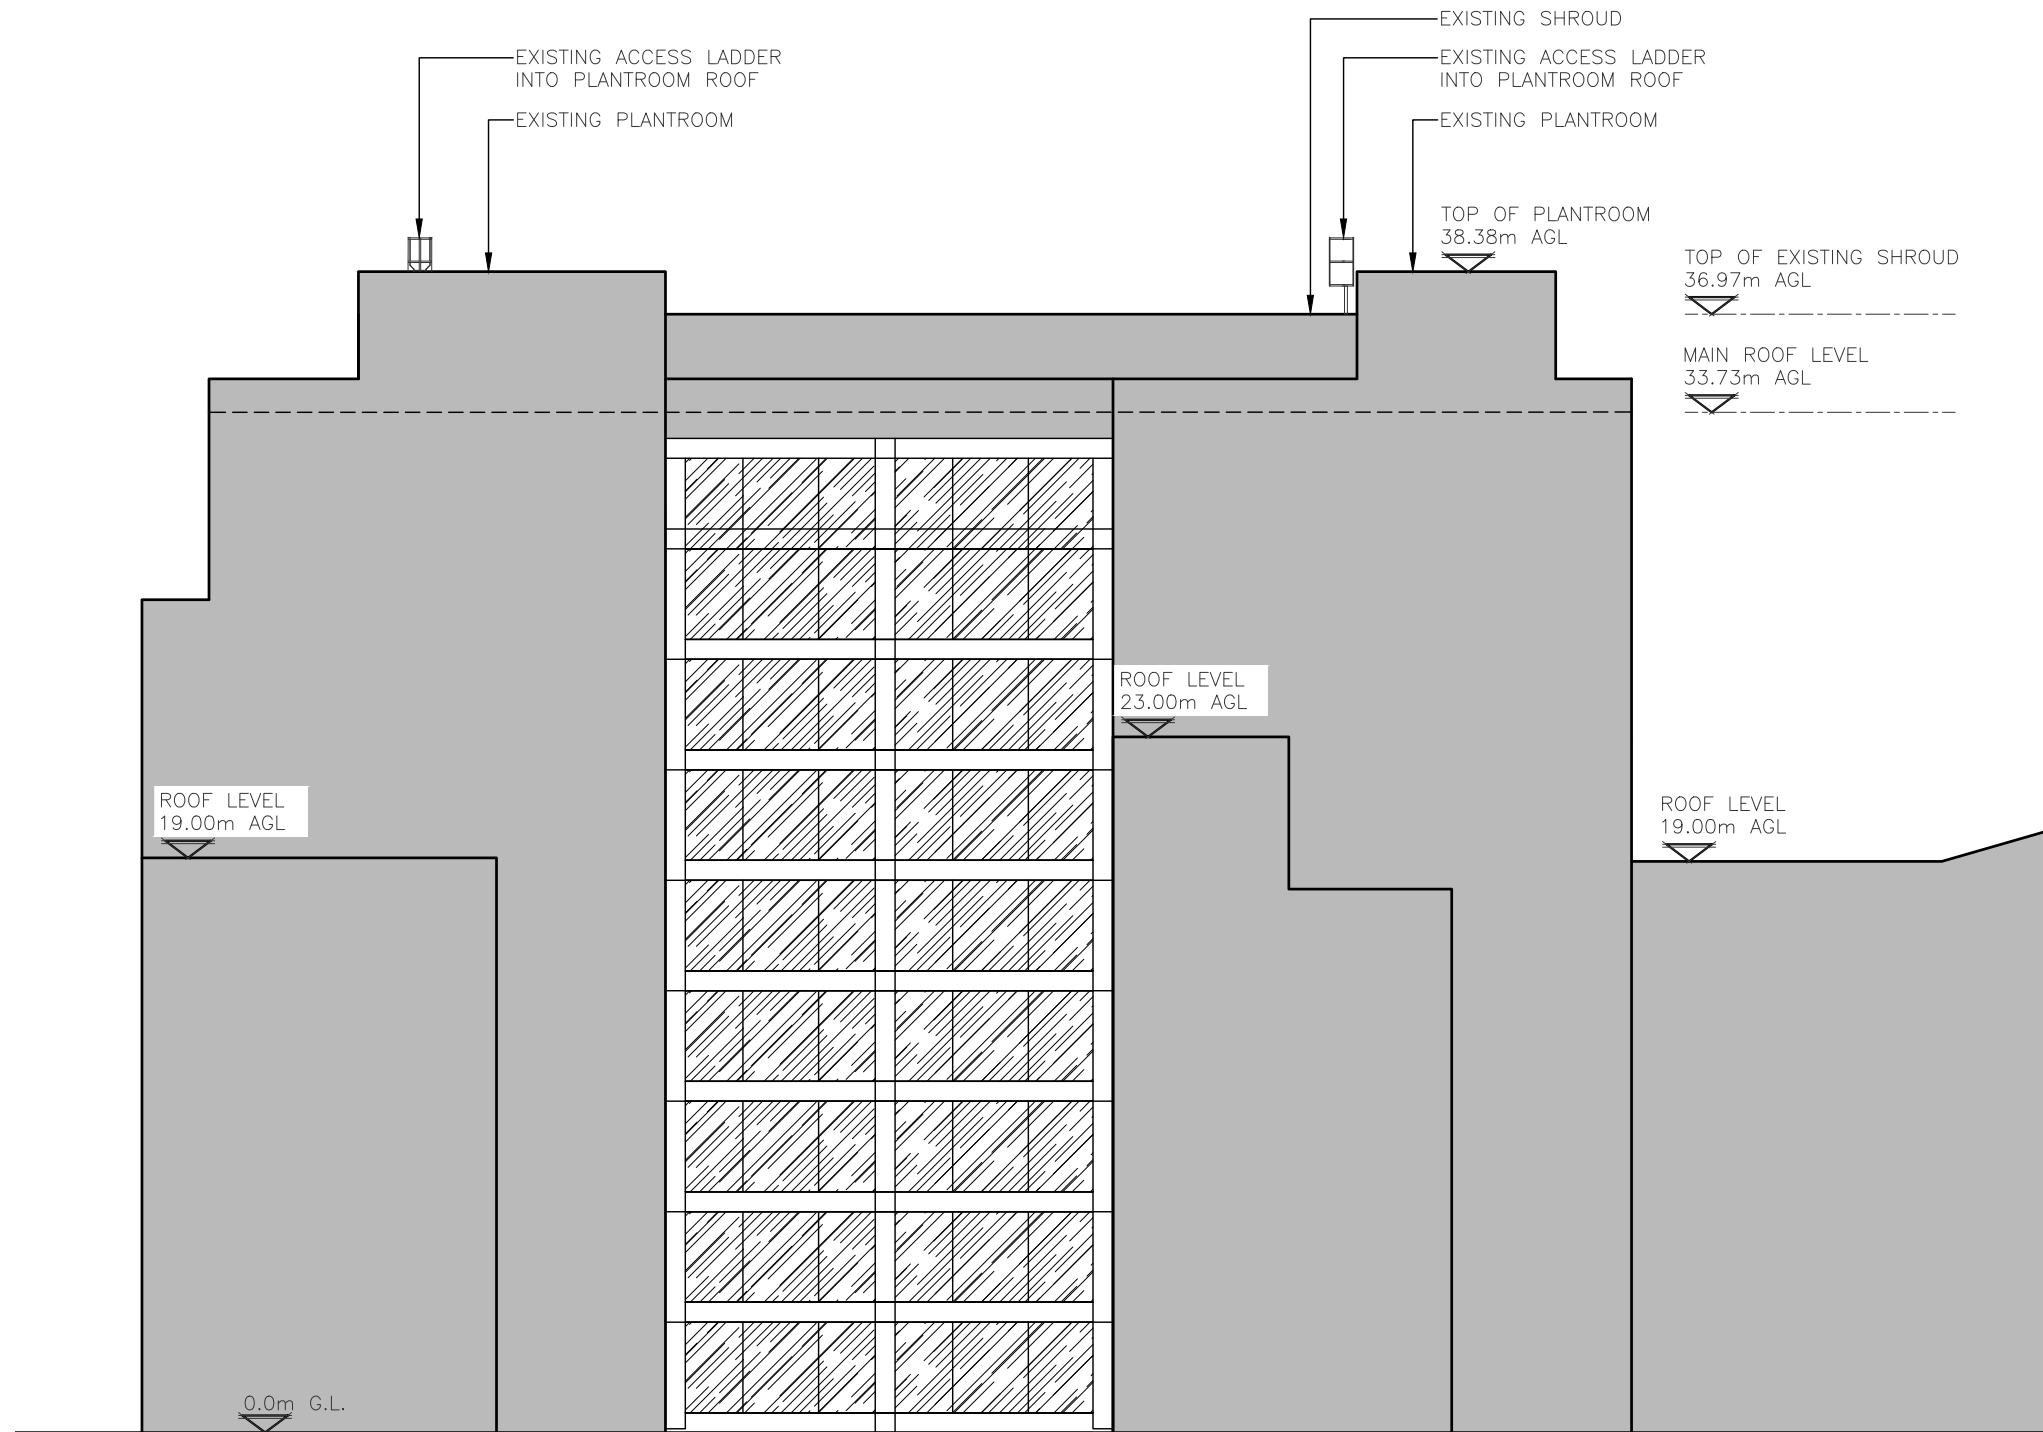 EXISTING SHROUD
EXISTING ACCESS LADDER
INTO PLANTROOM ROOF
EXISTING ACCESS LADDER
INTO PLANTROOM ROOF
EXISTING PLANTROOM
EXISTING PLANTROOM
TOP OF PLANTROOM
38.38m AGL
TOP OF EXISTING SHROUD
36.97m AGL
MAIN ROOF LEVEL
33.73m AGL
ROOF LEVEL
23.00m AGL
ROOF LEVEL
19.00m AGL
ROOF LEVEL
19.00m AGL
0.0m G.L.